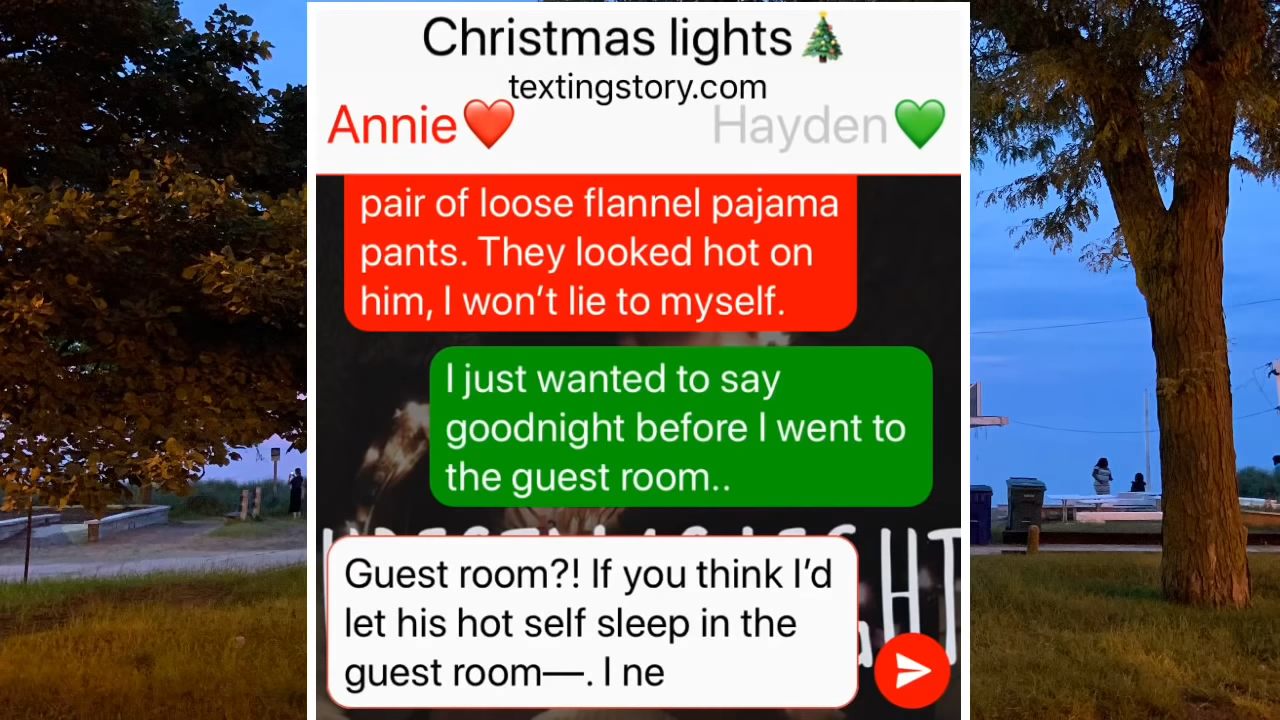 Christmas lights🎄
textingstory.com
Annie❤️ Hayden💚
pair of loose flannel pajama
pants. They looked hot on
him, I won’t lie to myself.
I just wanted to say
goodnight before I went to
the guest room..
Guest room?! If you think I’d
let his hot self sleep in the
guest room—. I ne